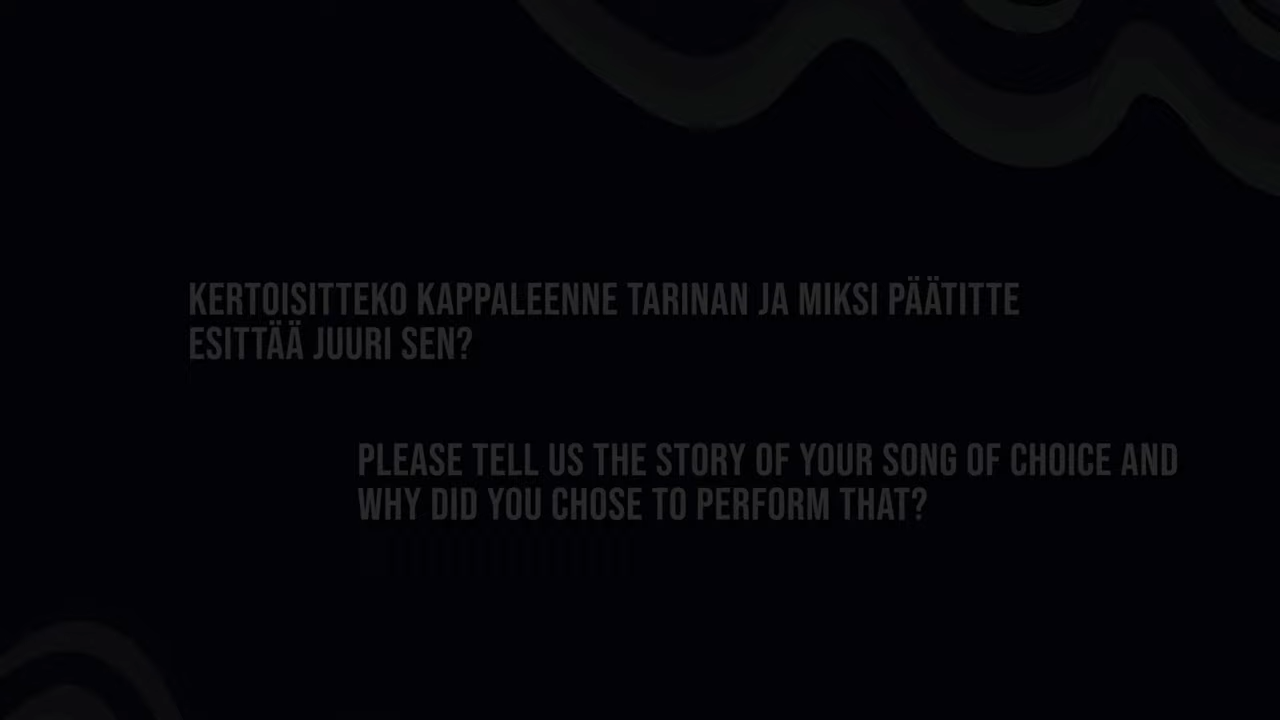 KERTOISITTEKO KAPPALEENNE TARINAN JA MIKSI PÄÄTITTE
ESITTÄÄ JUURI SEN?
PLEASE TELL US THE STORY OF YOUR SONG OF CHOICE AND
WHY DID YOU CHOSE TO PERFORM THAT?